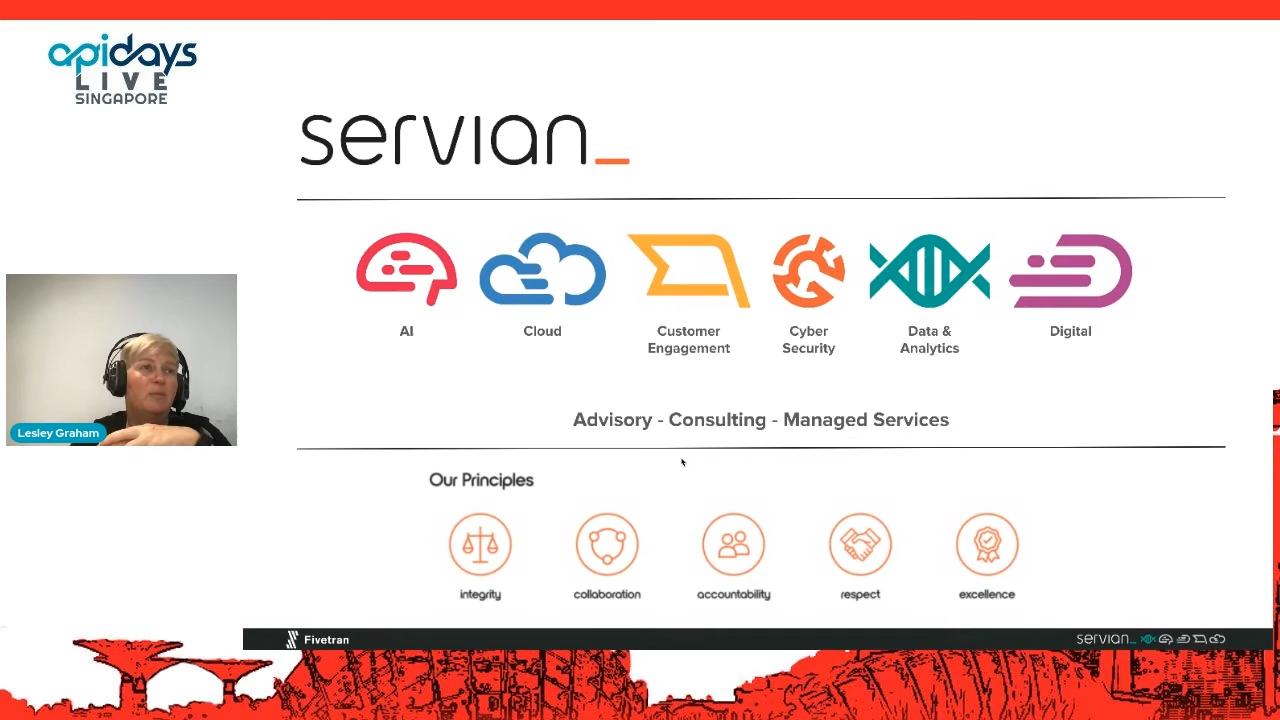 apidays
LIVE
SINGAPORE
servian_
AI
Cloud
Customer
Engagement
Cyber
Security
Data &
Analytics
Digital
Advisory - Consulting - Managed Services
Lesley Graham
Our Principles
integrity
collaboration
accountability
respect
excellence
Fivetran
servian_